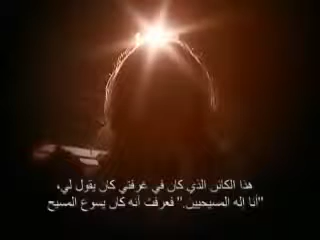 هذا الكائن الذي كان في غرفتي كان يقول لي،
"أنا إله المسيحيين." فعرفت أنه كان يسوع المسيح